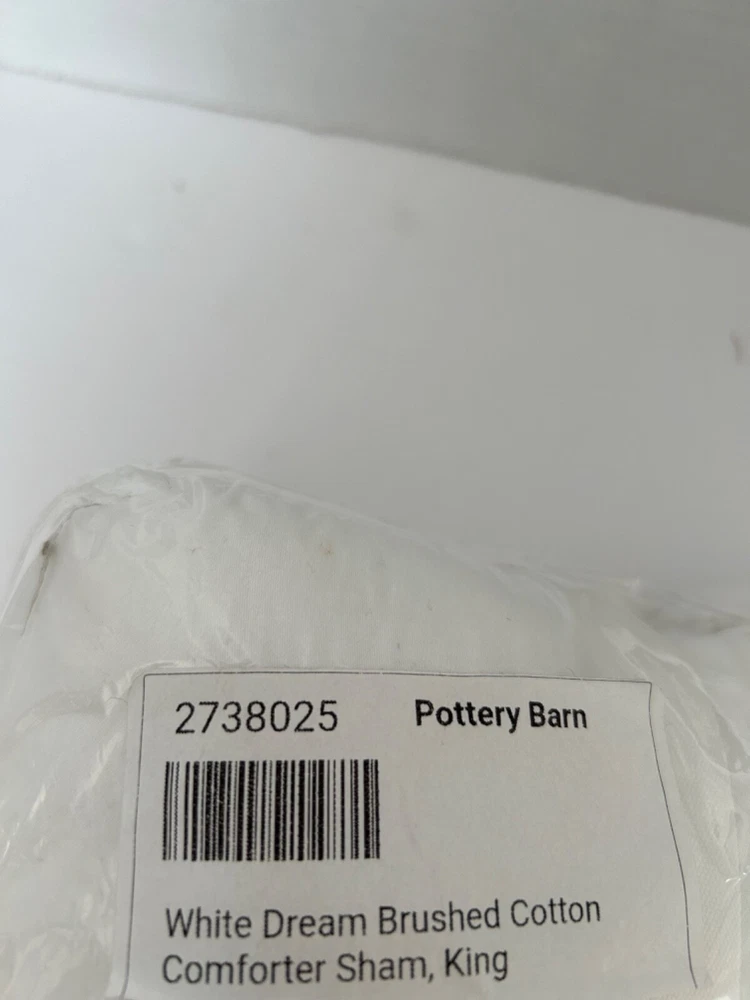 2738025 Pottery Barn
White Dream Brushed Cotton
Comforter Sham, King